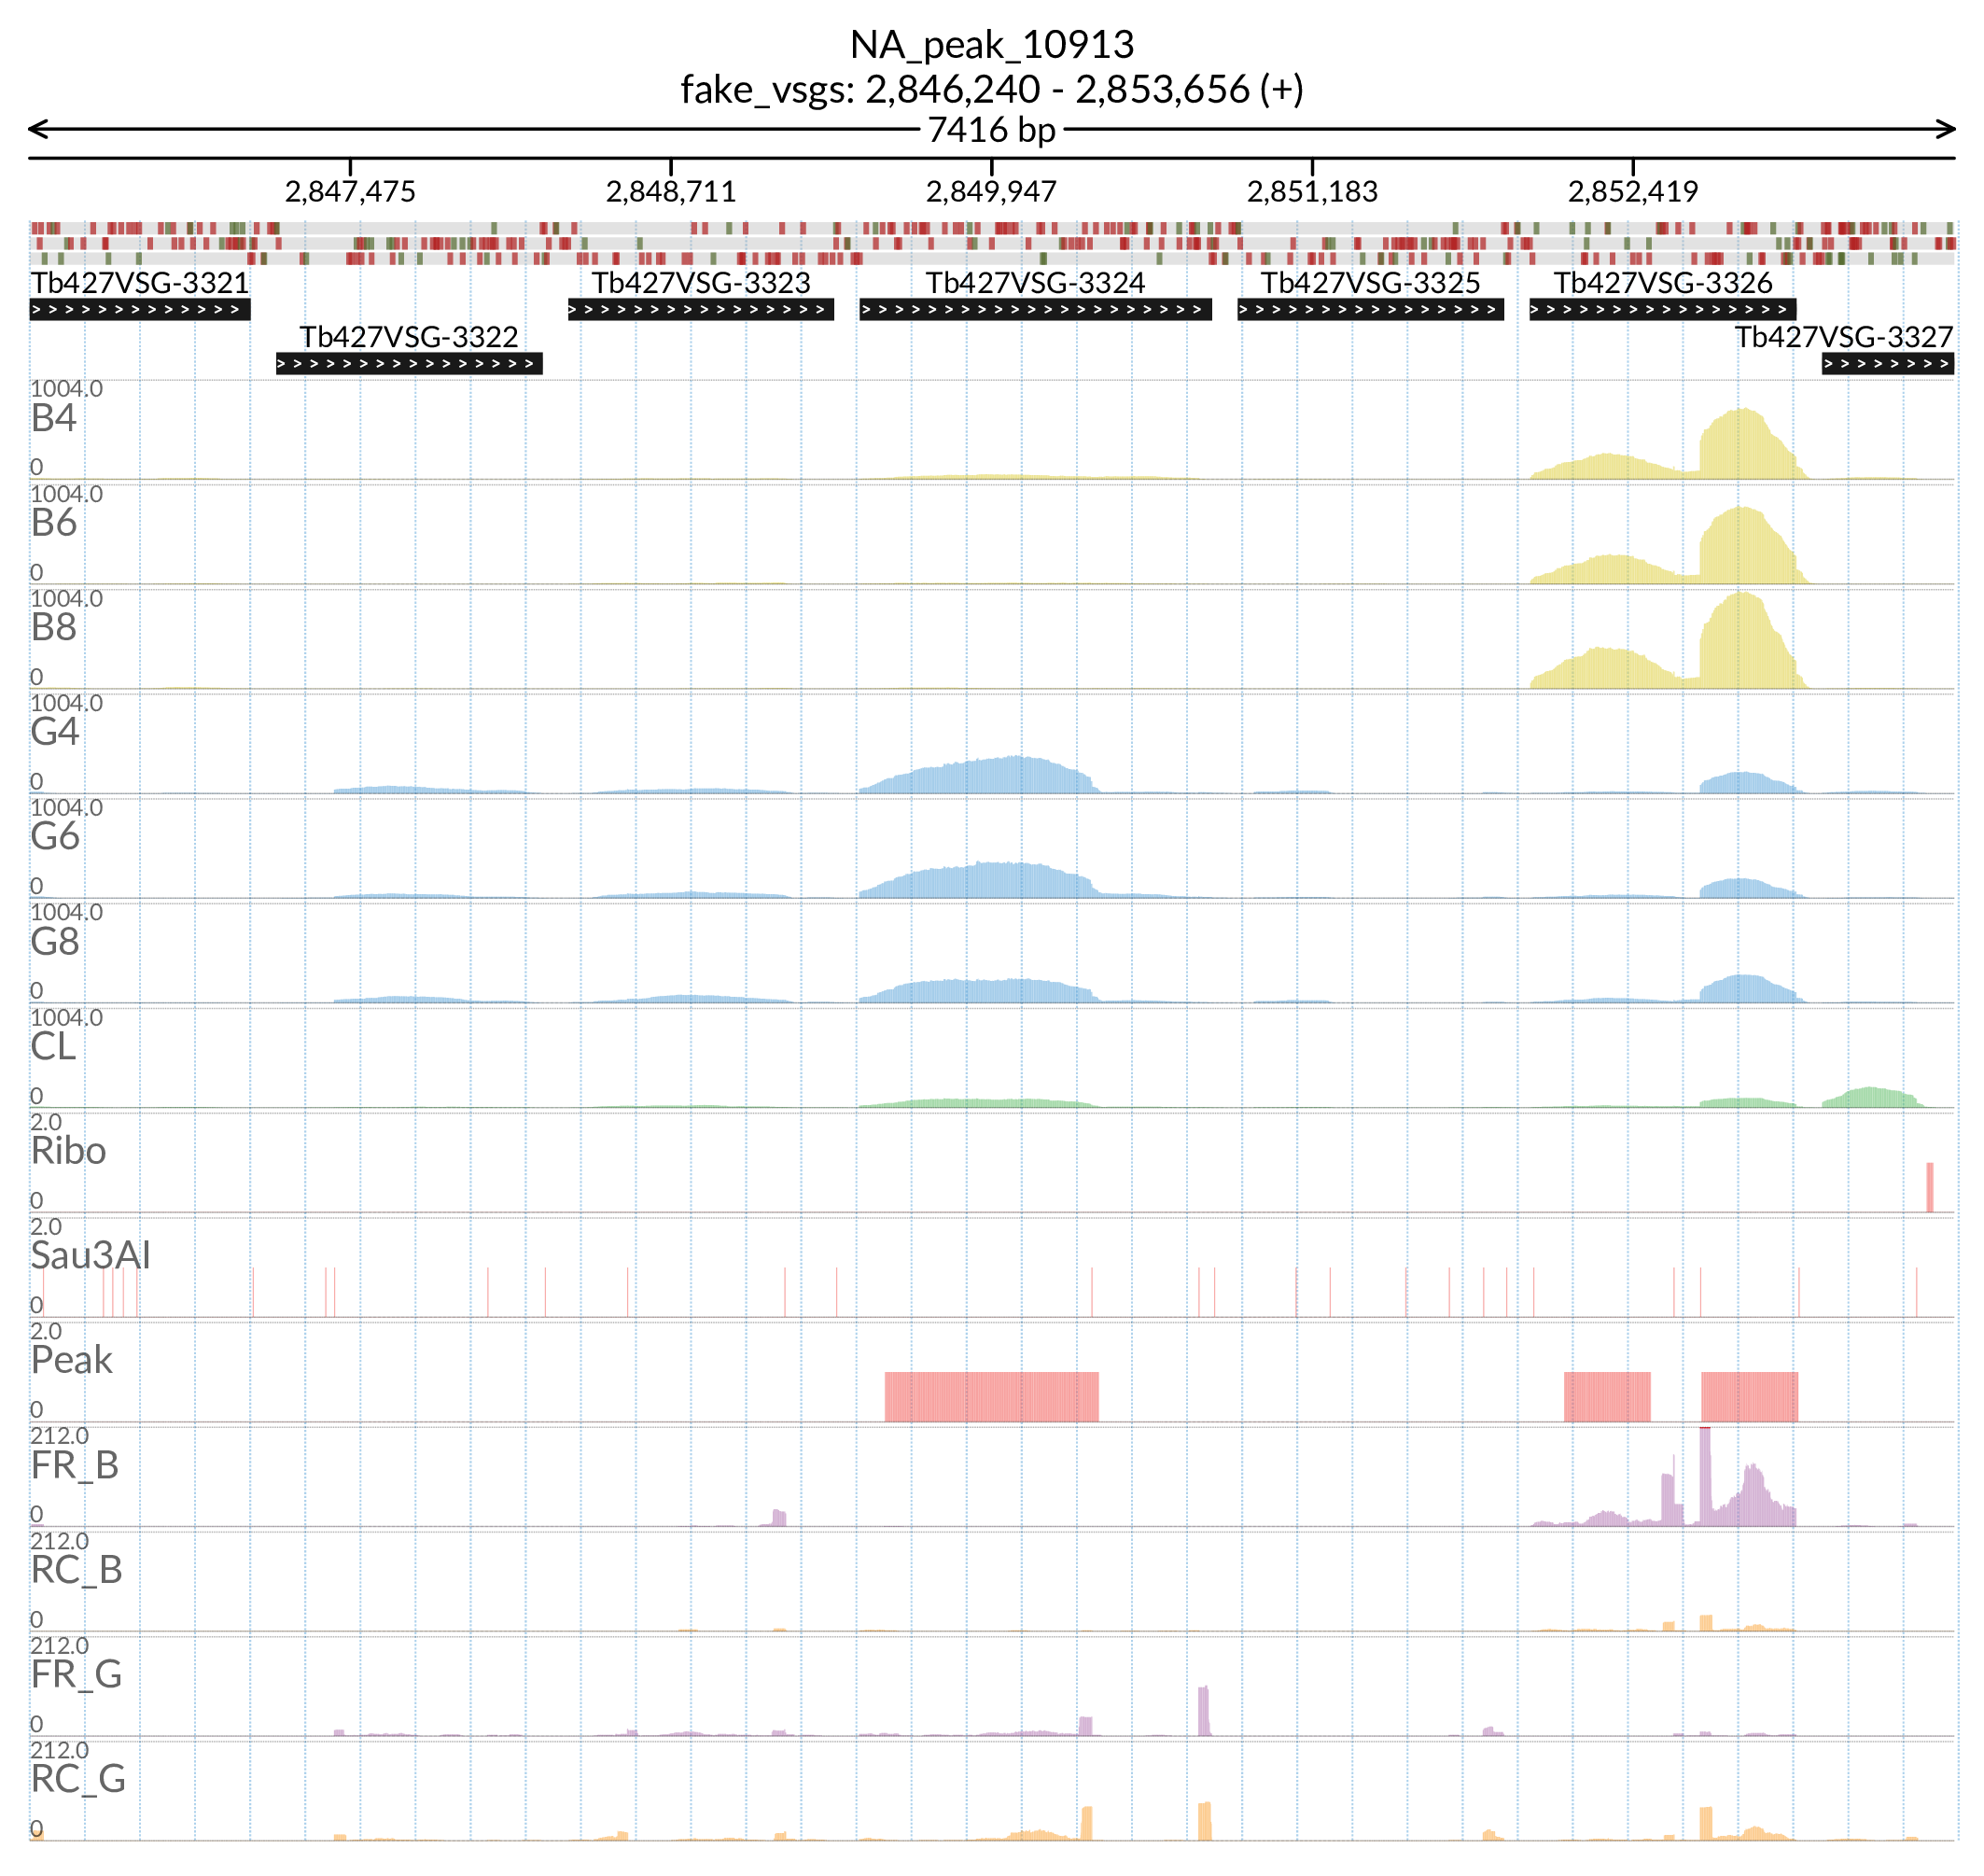 NA_peak_10913
fake_vsgs: 2,846,240 - 2,853,656 (+)
7416 bp
2,847,475 2,848,711 2,849,947 2,851,183 2,852,419
Tb427VSG-3321 Tb427VSG-3323 Tb427VSG-3324 Tb427VSG-3325 Tb427VSG-3326
Tb427VSG-3322 Tb427VSG-3327
1004.0
B4
0
1004.0
B6
0
1004.0
B8
0
1004.0
G4
0
1004.0
G6
0
1004.0
G8
0
1004.0
CL
0
2.0
Ribo
0
2.0
Sau3AI
0
2.0
Peak
0
212.0
FR_B
0
212.0
RC_B
0
212.0
FR_G
0
212.0
RC_G
0